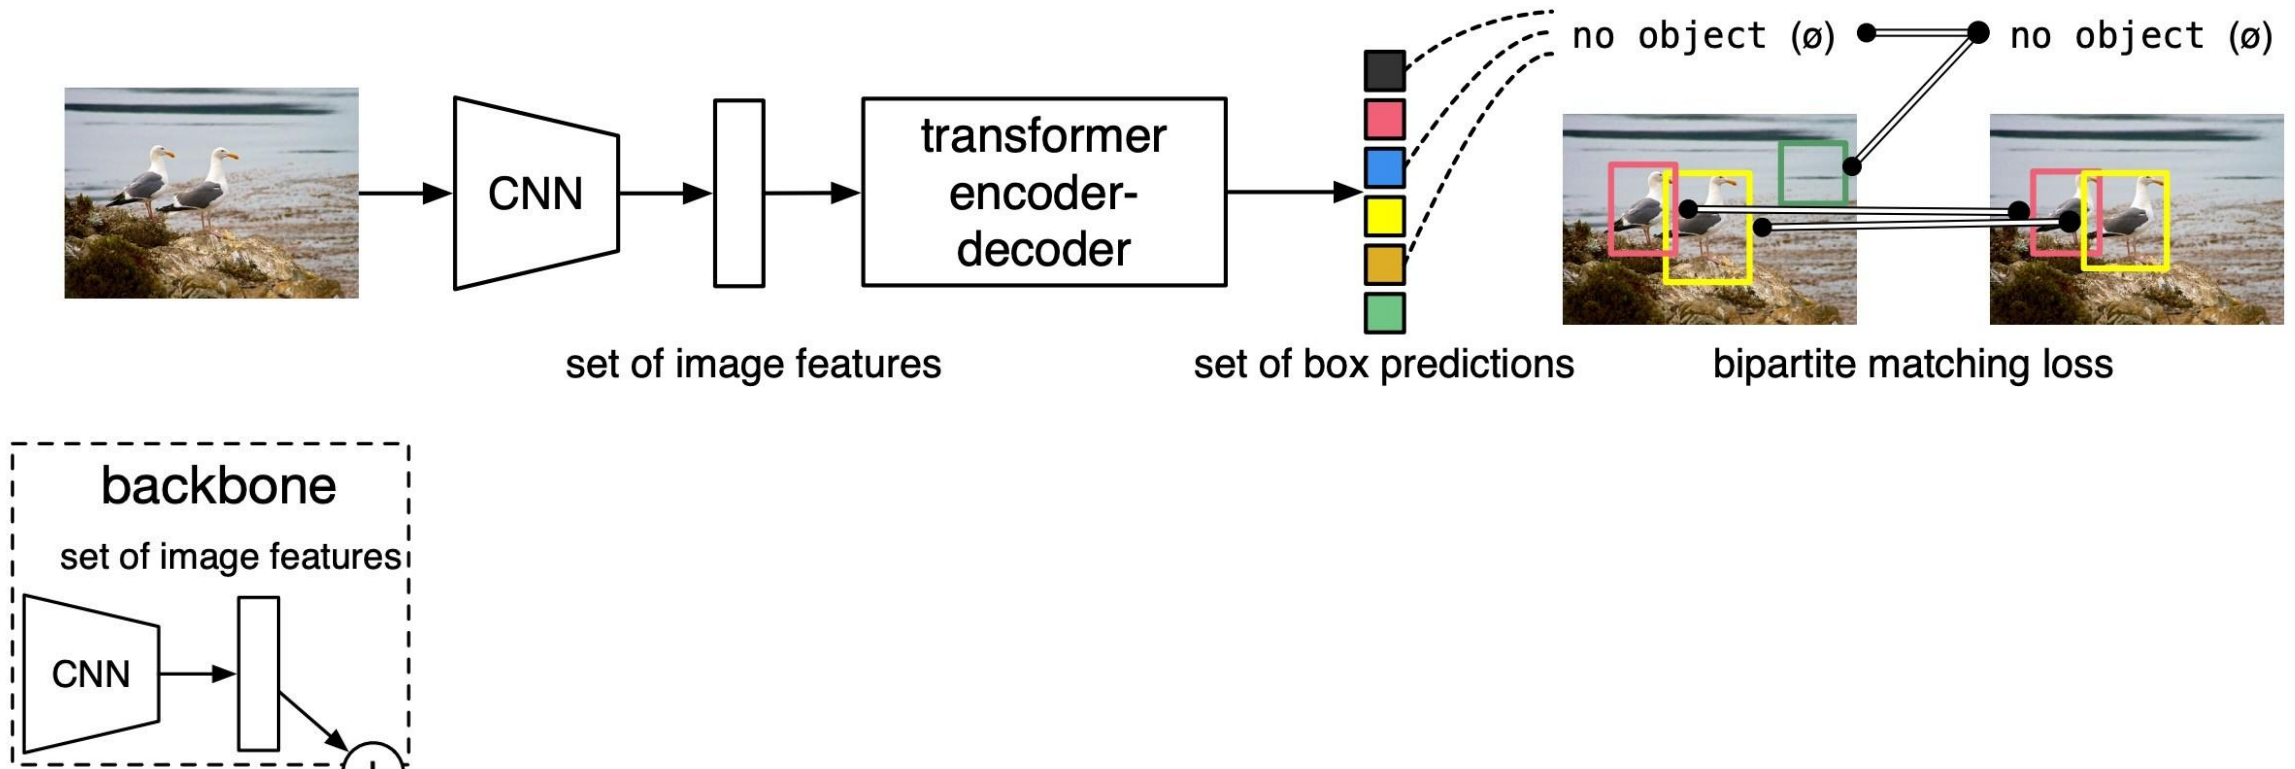 no object (ø)
no object (ø)
CNN
transformer
encoder-
decoder
set of image features
set of box predictions
bipartite matching loss
backbone
set of image features
CNN